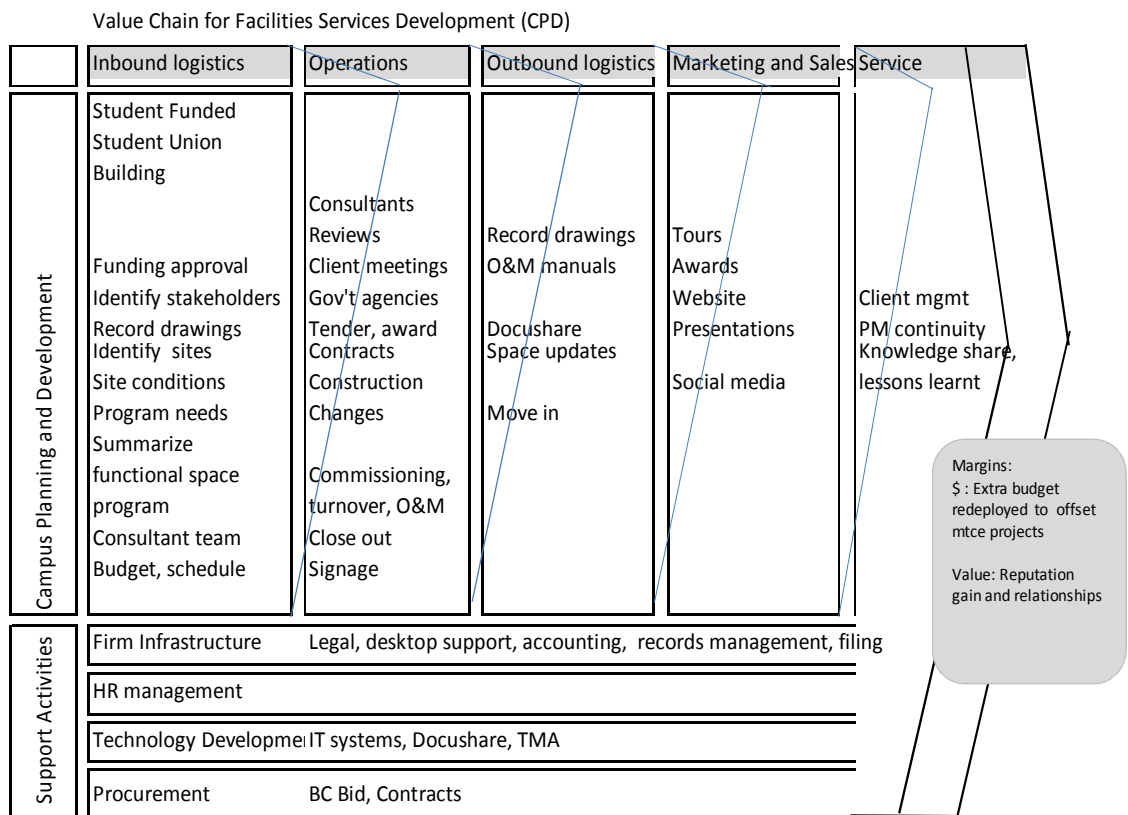 Value Chain for Facilities Services Development (CPD)
Inbound logistics
Operations
Outbound logistics
Marketing and Sales
Service
Campus Planning and Development
Student Funded
Student Union
Building
Funding approval
Identify stakeholders
Record drawings
Identify sites
Site conditions
Program needs
Summarize
functional space
program
Consultant team
Budget, schedule
Consultants
Reviews
Client meetings
Gov't agencies
Tender, award
Contracts
Construction
Changes
Commissioning,
turnover, O&M
Close out
Signage
Record drawings
O&M manuals
Docushare
Space updates
Move in
Tours
Awards
Website
Presentations
Social media
Client mgmt
PM continuity
Knowledge share,
lessons learnt
Margins:
$ : Extra budget
redeployed to offset
mtce projects
Value: Reputation
gain and relationships
Support Activities
Firm Infrastructure
Legal, desktop support, accounting, records management, filing
HR management
Technology Developme
IT systems, Docushare, TMA
Procurement
BC Bid, Contracts